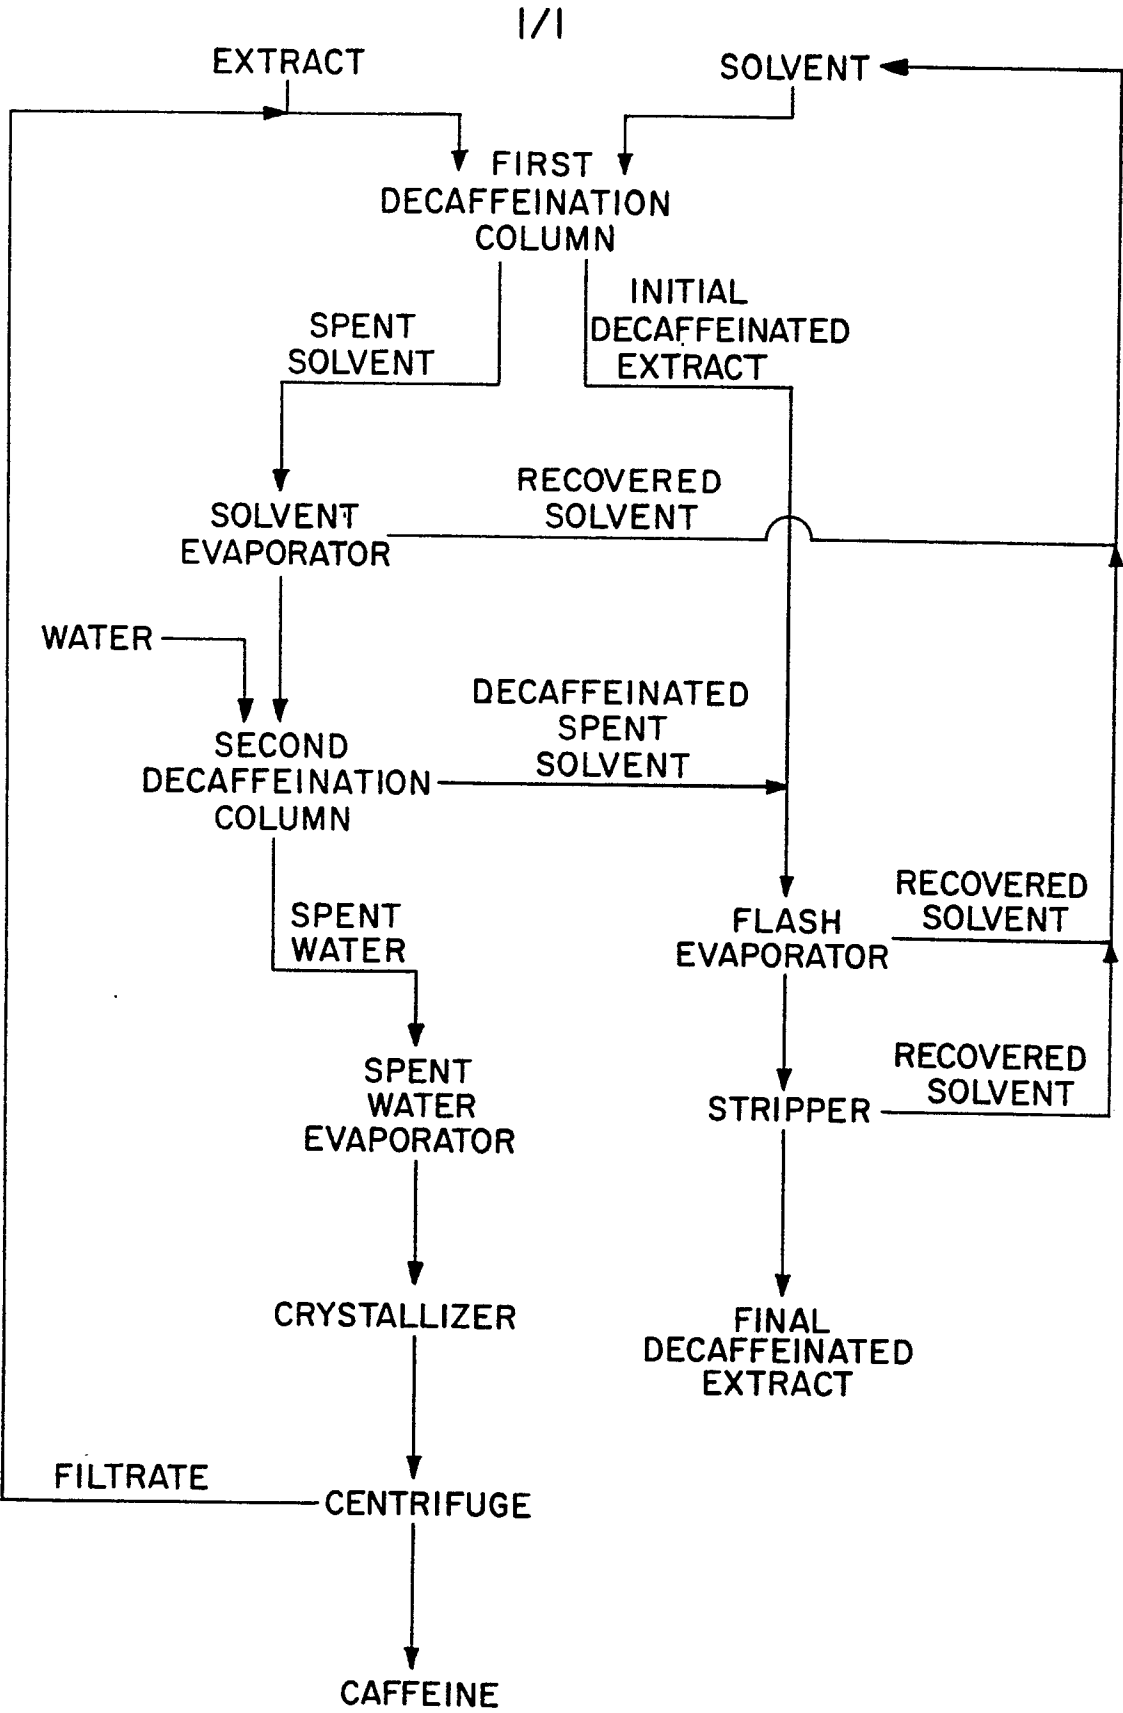 1/1
EXTRACT
SOLVENT
FIRST
DECAFFEINATION
COLUMN
INITIAL
DECAFFEINATED
EXTRACT
SPENT
SOLVENT
RECOVERED
SOLVENT
SOLVENT
EVAPORATOR
WATER
DECAFFEINATED
SPENT
SOLVENT
SECOND
DECAFFEINATION
COLUMN
RECOVERED
SOLVENT
SPENT
WATER
FLASH
EVAPORATOR
RECOVERED
SOLVENT
SPENT
WATER
EVAPORATOR
STRIPPER
CRYSTALLIZER
FINAL
DECAFFEINATED
EXTRACT
FILTRATE
CENTRIFUGE
CAFFEINE